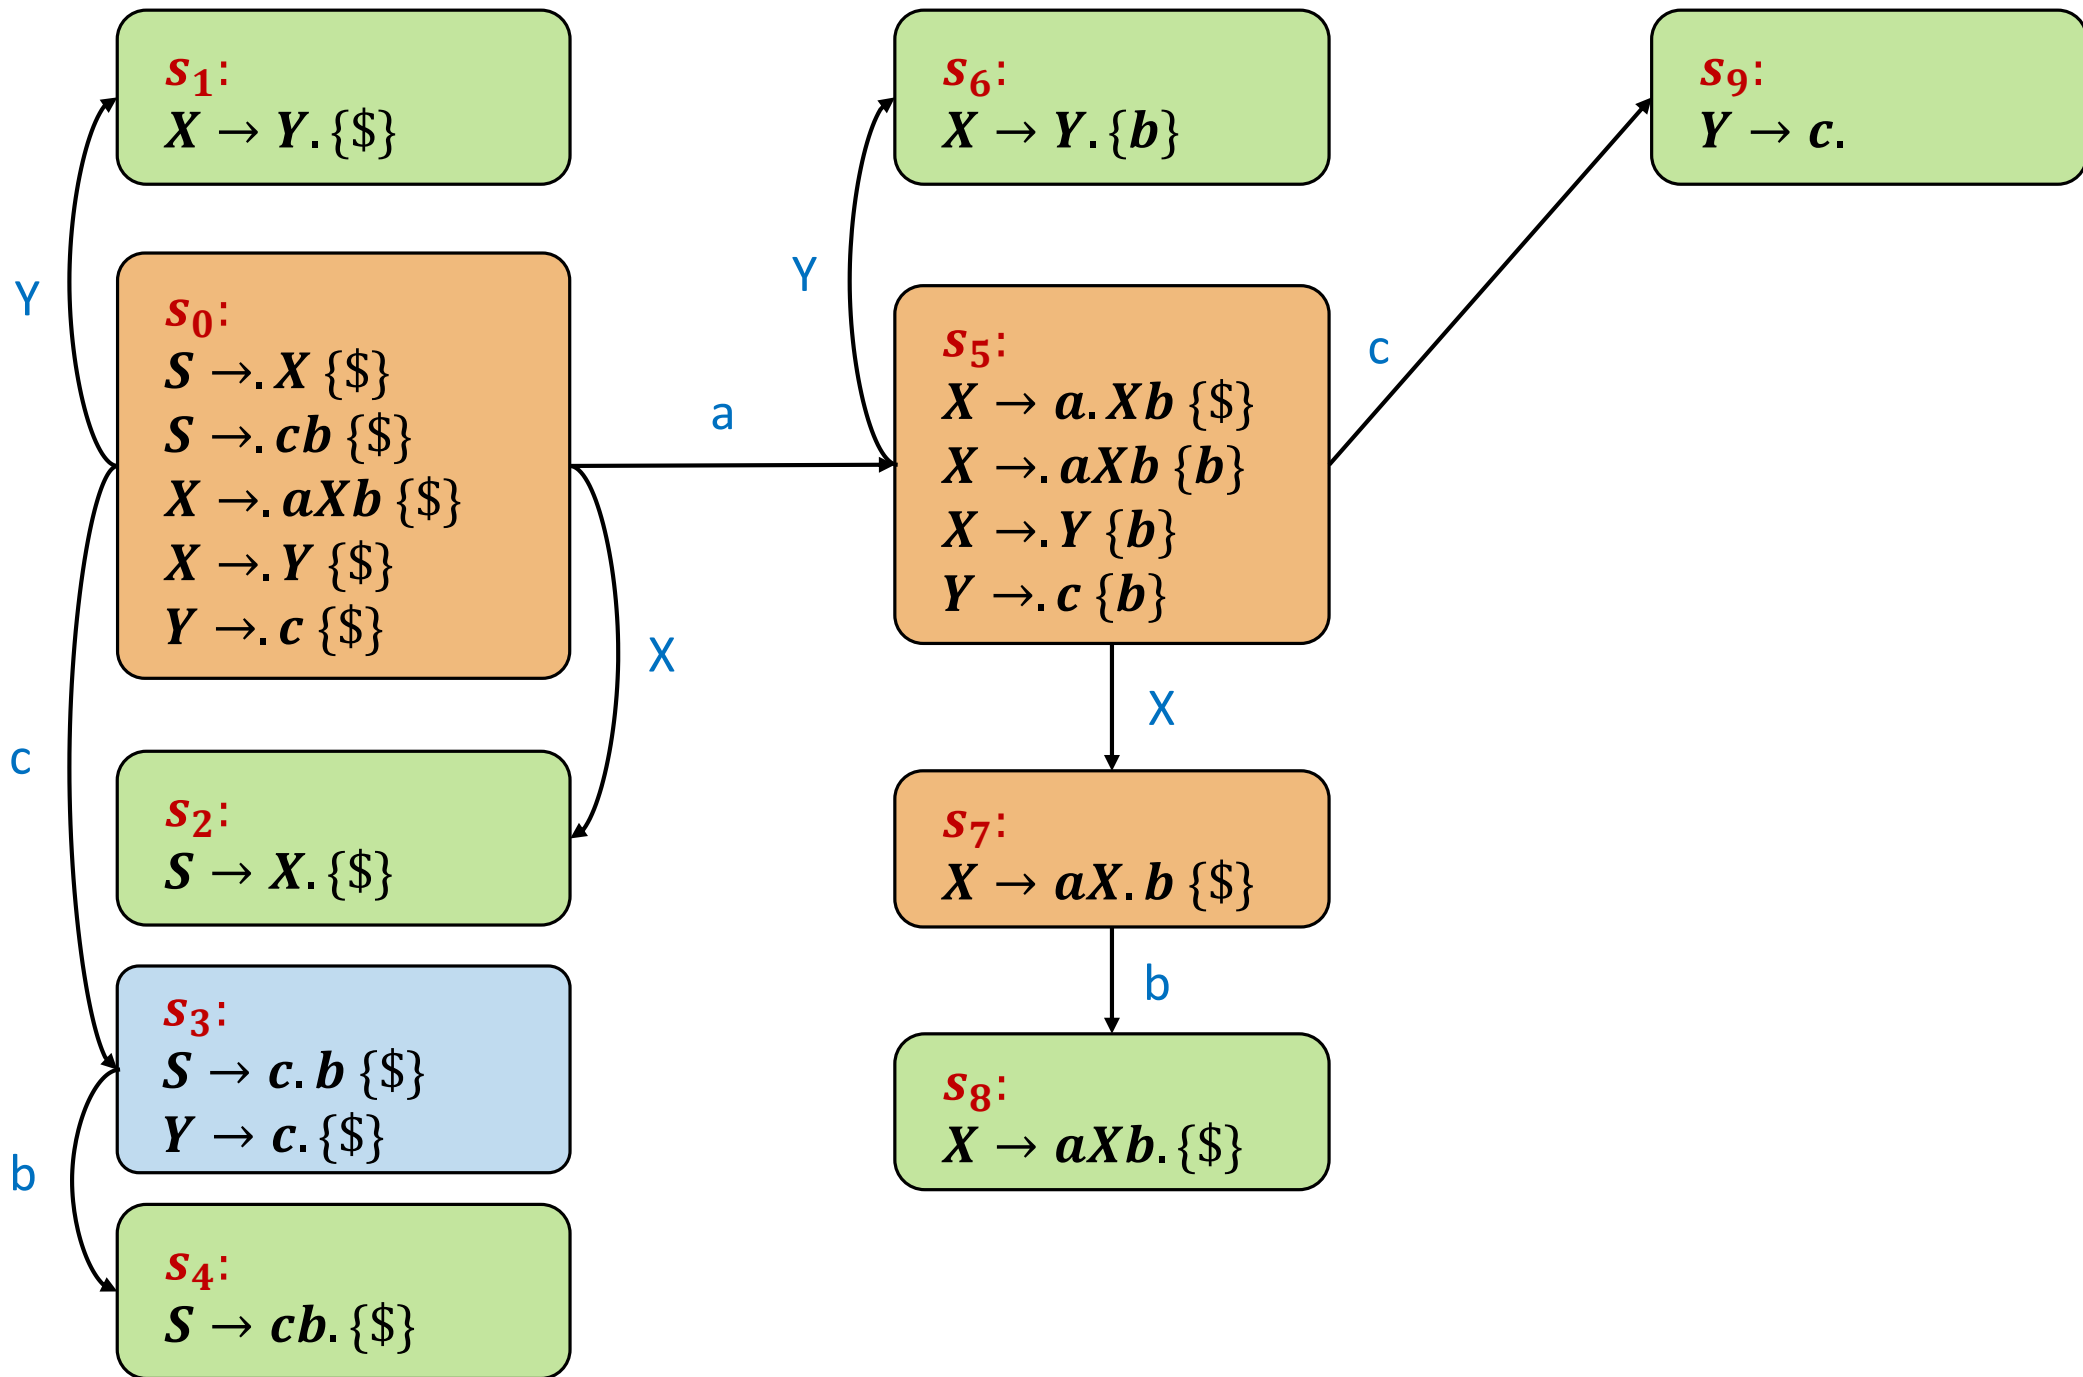 s₁:
X → Y. {$}
Y
s₀:
S →. X {$}
S →. cb {$}
X →. aXb {$}
X →. Y {$}
Y →. c {$}
a
X
c
s₂:
S → X. {$}
s₃:
S → c. b {$}
Y → c. {$}
b
s₄:
S → cb. {$}
s₆:
X → Y. {b}
Y
s₅:
X → a. Xb {$}
X →. aXb {b}
X →. Y {b}
Y →. c {b}
c
X
s₇:
X → aX. b {$}
b
s₈:
X → aXb. {$}
s₉:
Y → c.